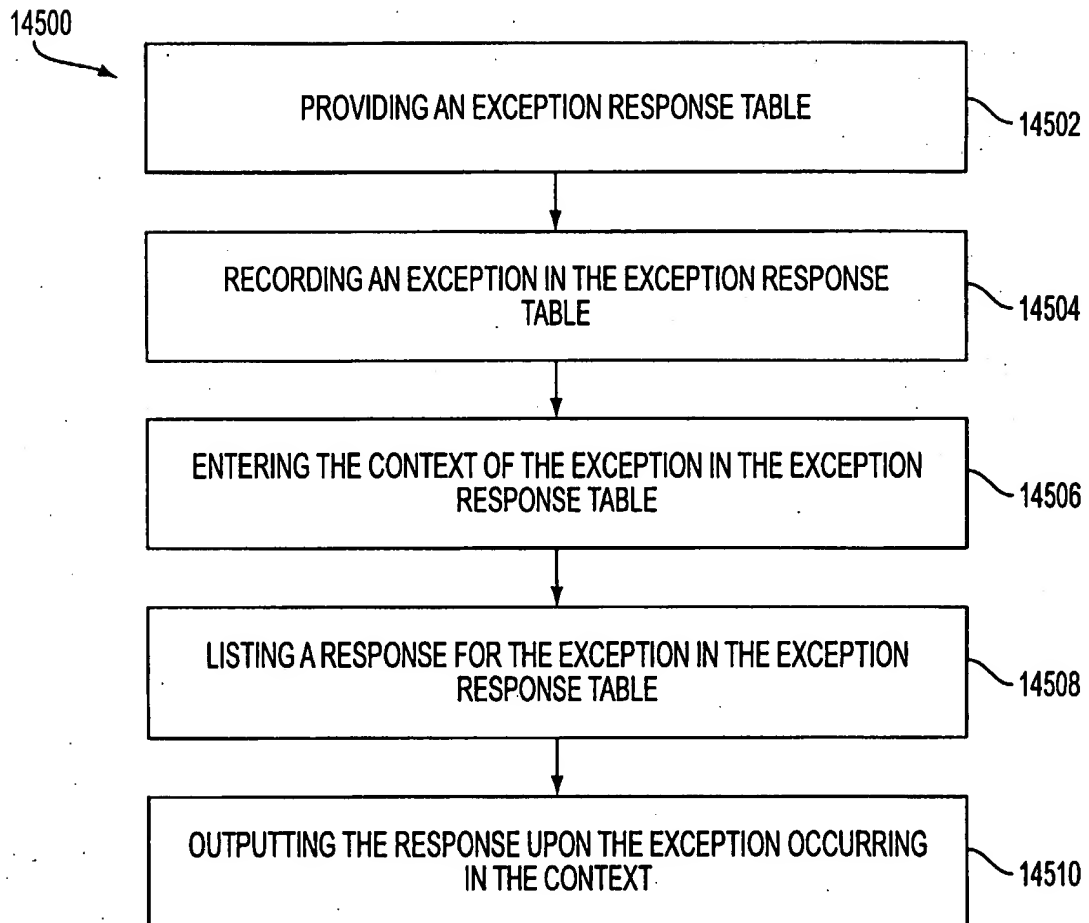 14500
PROVIDING AN EXCEPTION RESPONSE TABLE
14502
RECORDING AN EXCEPTION IN THE EXCEPTION RESPONSE
TABLE
14504
ENTERING THE CONTEXT OF THE EXCEPTION IN THE EXCEPTION
RESPONSE TABLE
14506
LISTING A RESPONSE FOR THE EXCEPTION IN THE EXCEPTION
RESPONSE TABLE
14508
OUTPUTTING THE RESPONSE UPON THE EXCEPTION OCCURRING
IN THE CONTEXT
14510